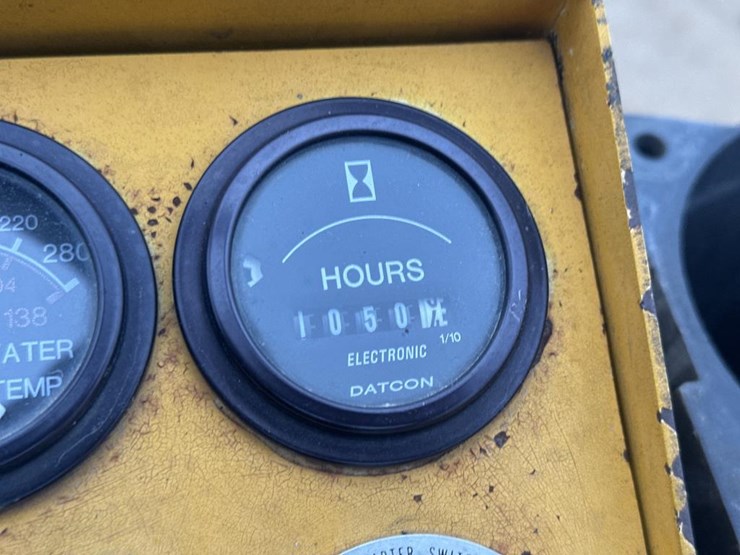 220
280
138
TEMP
HOURS
1050
1/10
ELECTRONIC
DATCON